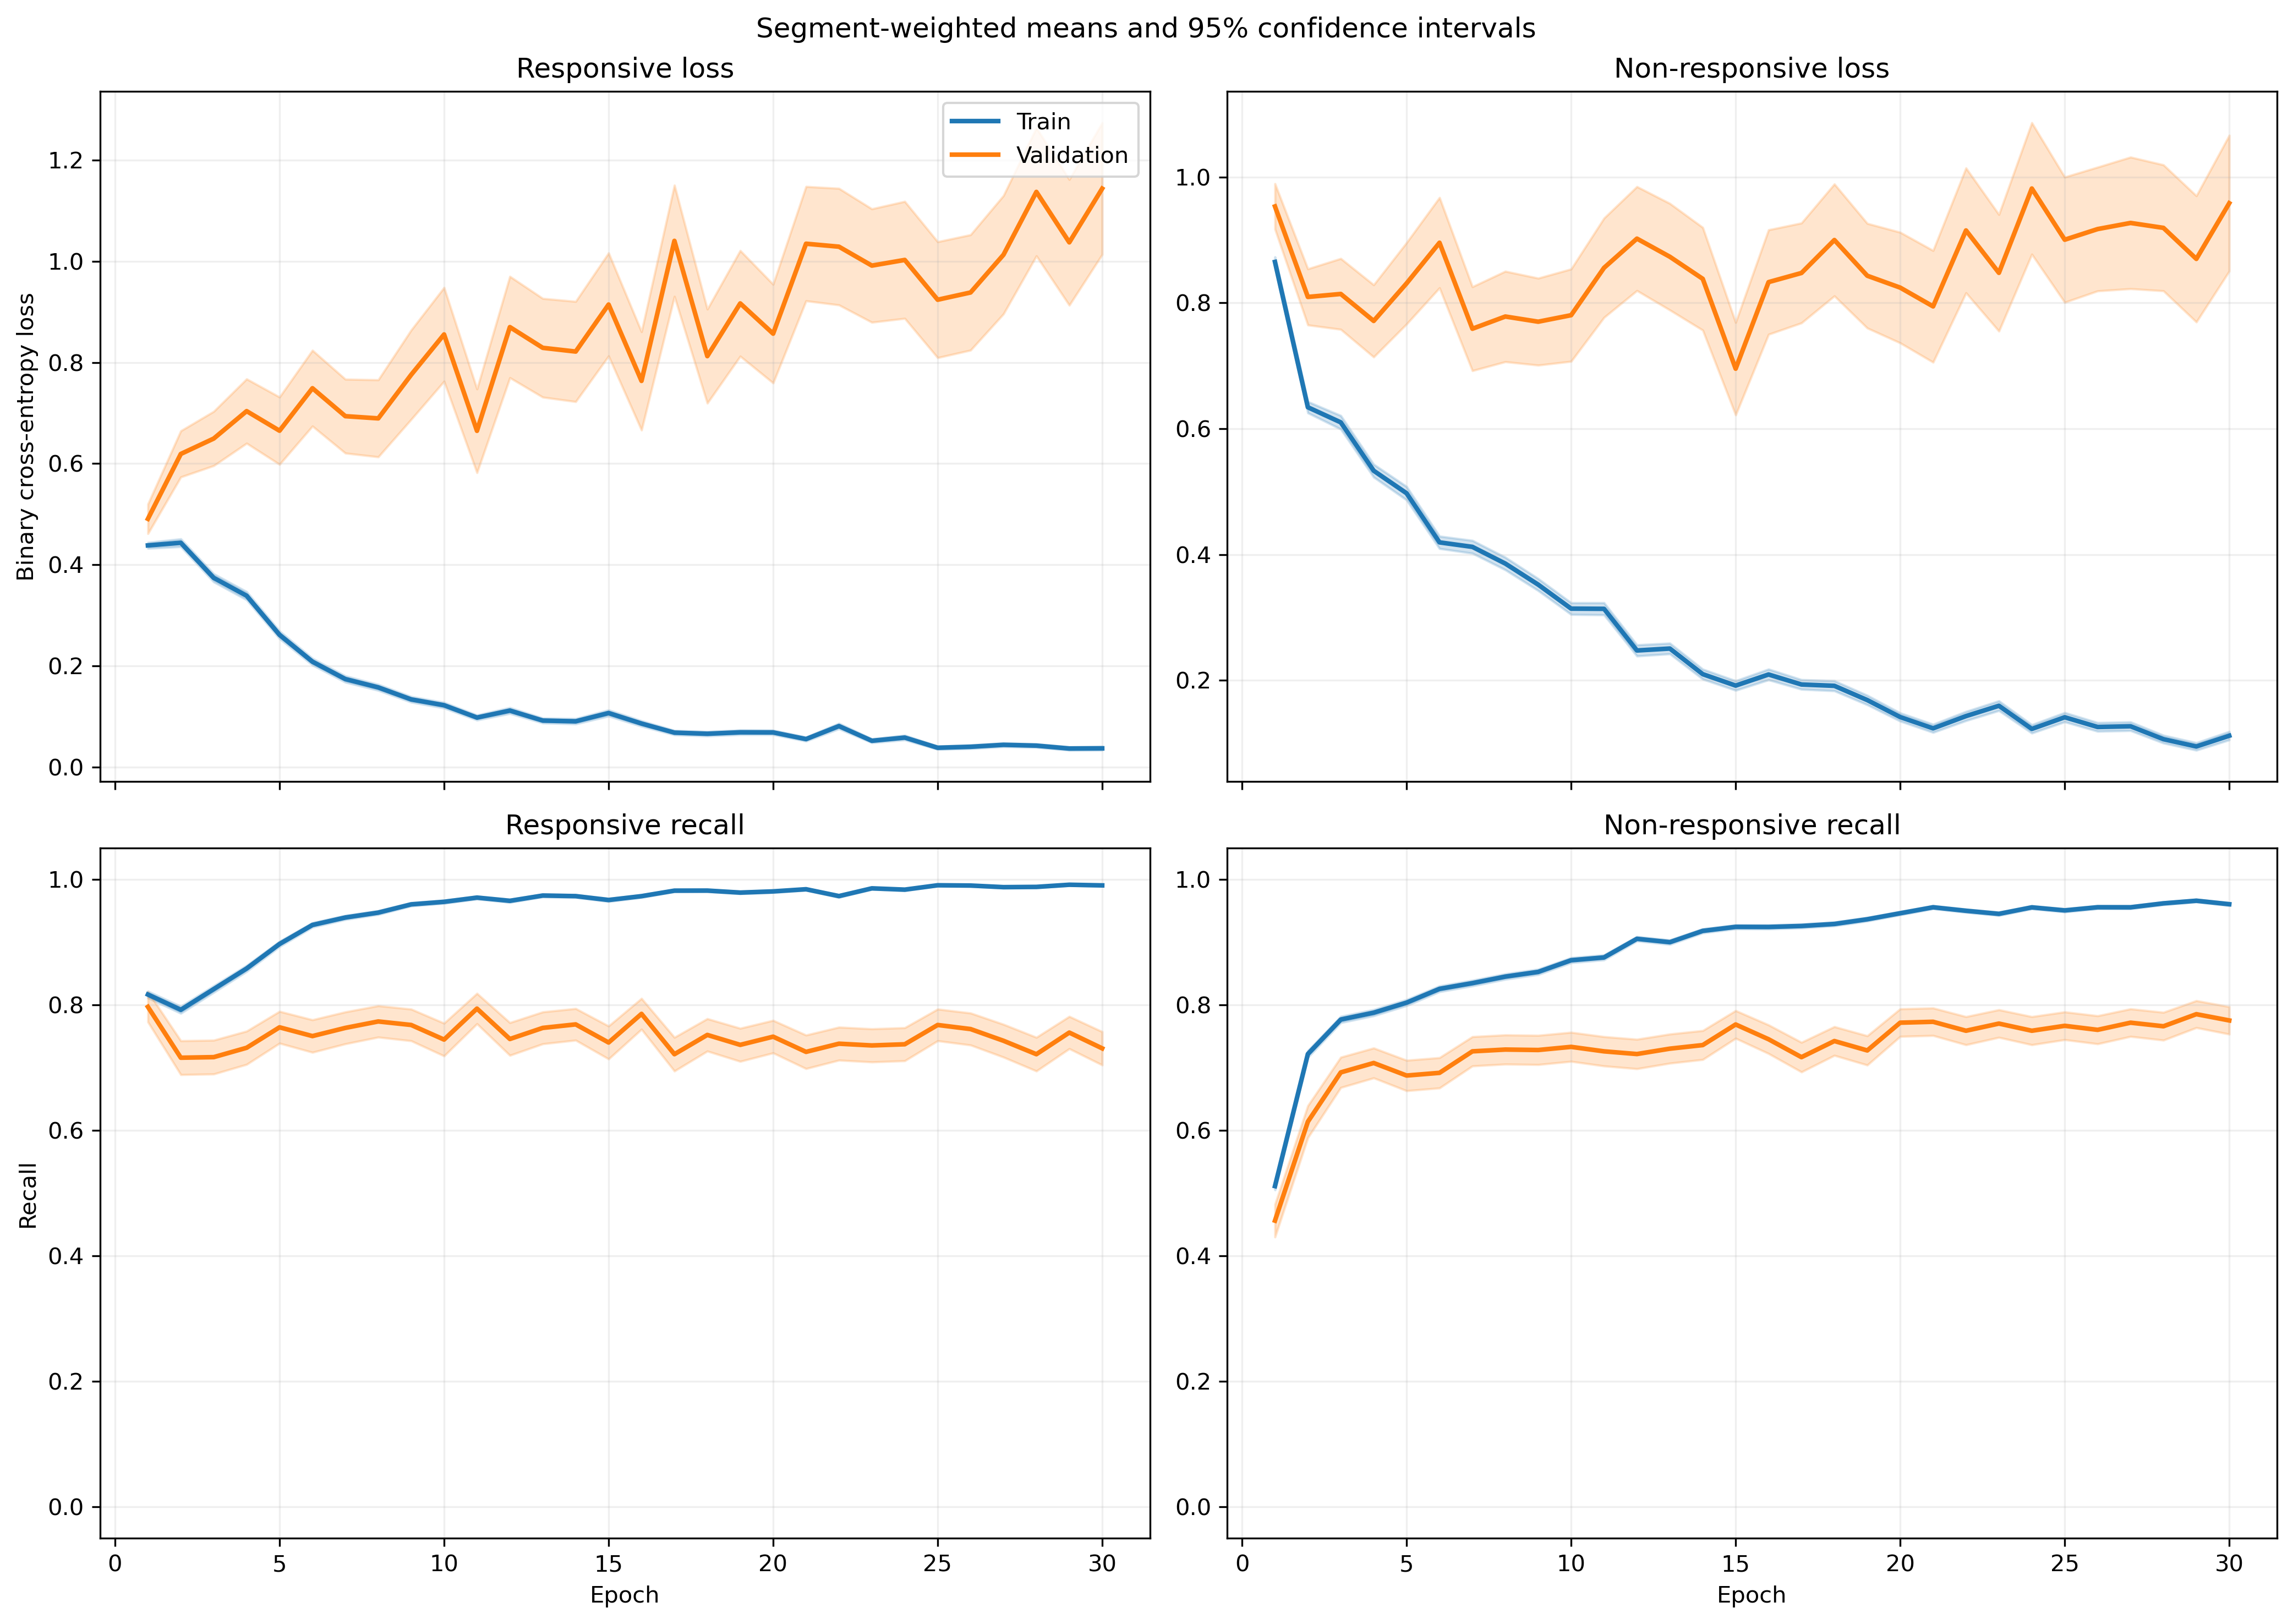 Segment-weighted means and 95% confidence intervals
Responsive loss
Non-responsive loss
Train
Validation
Binary cross-entropy loss
1.2
1.0
0.8
0.6
0.4
0.2
0.0
1.0
0.8
0.6
0.4
0.2
Responsive recall
Non-responsive recall
Recall
1.0
0.8
0.6
0.4
0.2
0.0
0 5 10 15 20 25 30
Epoch
1.0
0.8
0.6
0.4
0.2
0.0
0 5 10 15 20 25 30
Epoch